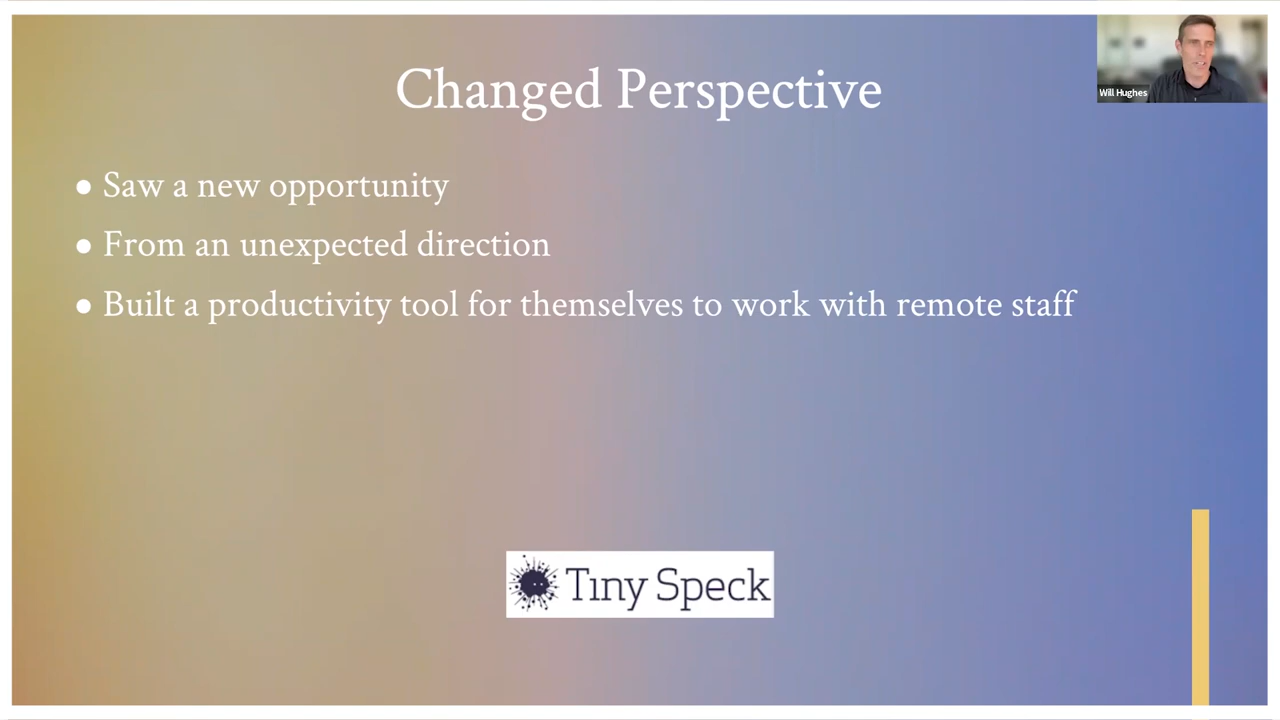 Changed Perspective
Will Hughes
● Saw a new opportunity
● From an unexpected direction
● Built a productivity tool for themselves to work with remote staff
Tiny Speck